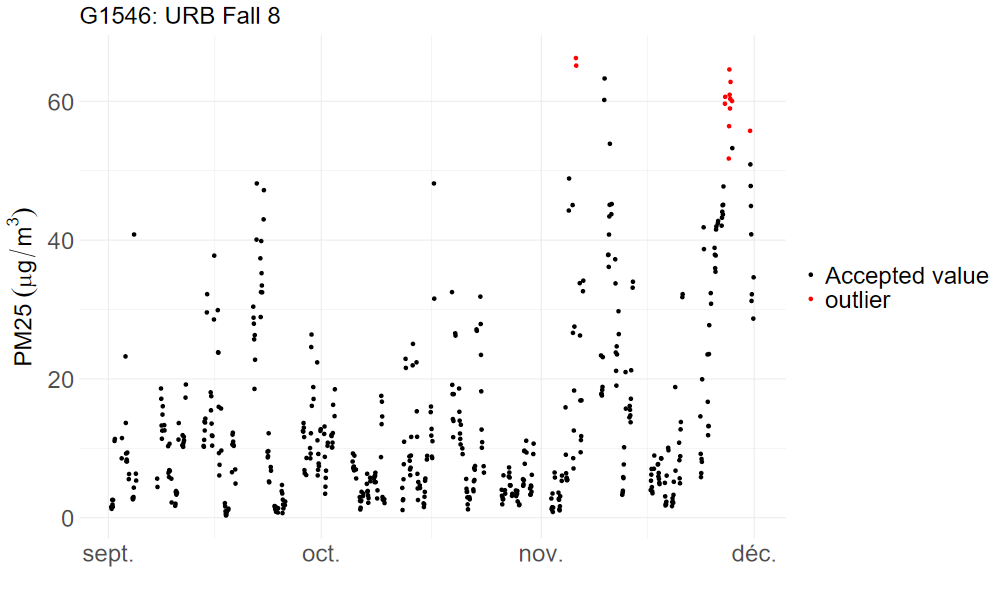 G1546: URB Fall 8
PM25 (μg/m³)
60
40
20
0
sept.
oct.
nov.
déc.
Accepted value
outlier